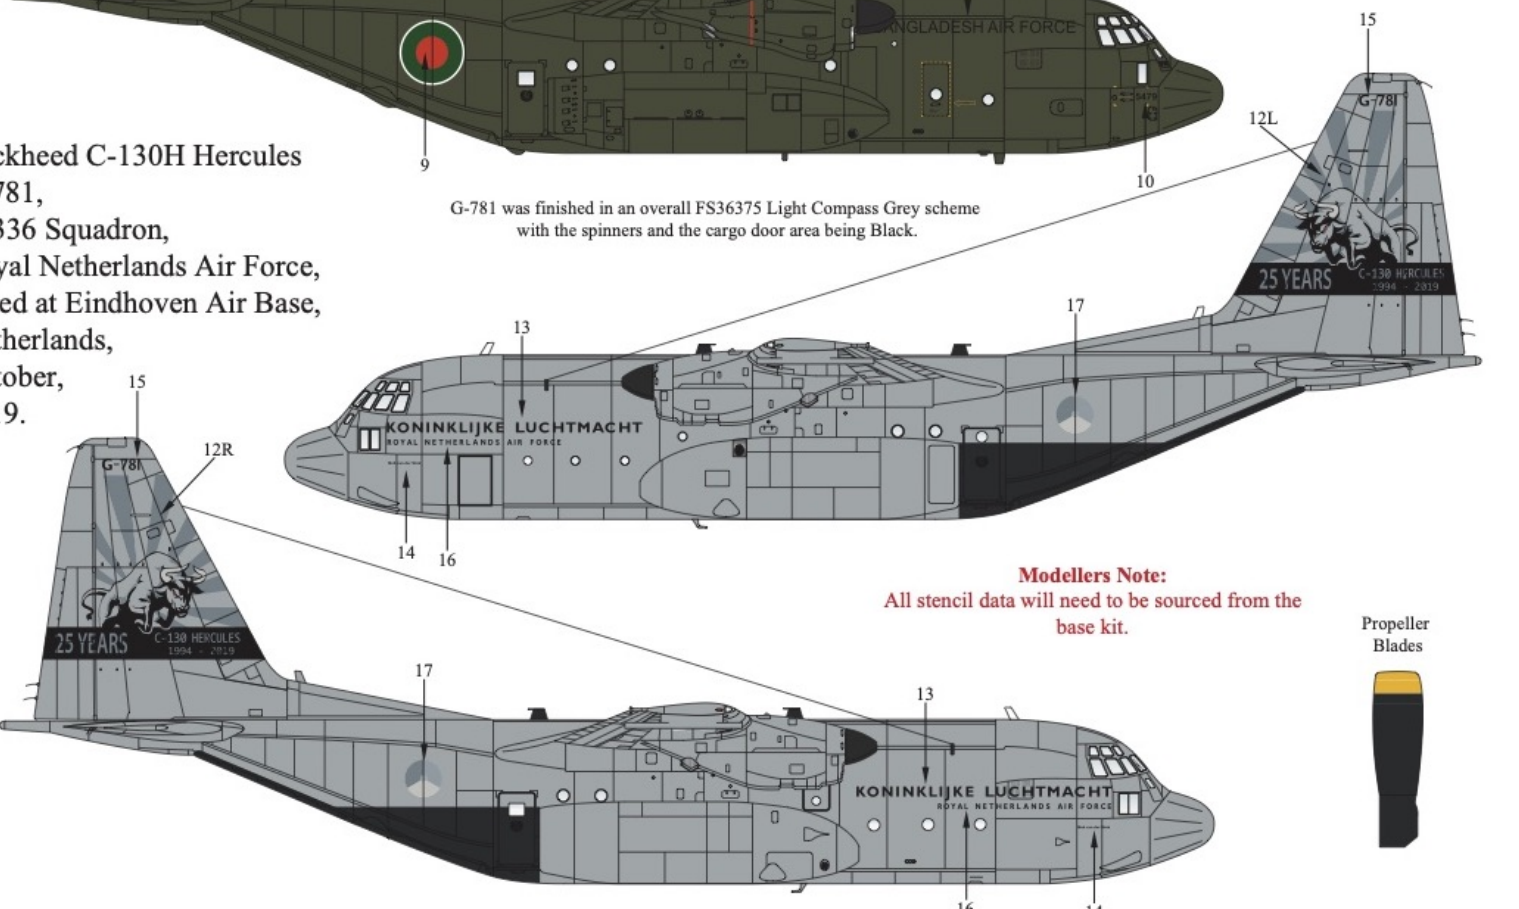 ANGLADESH AIR FORCE
5479
9
10
15
12L
G-781
ckheed C-130H Hercules
781,
336 Squadron,
yal Netherlands Air Force,
ed at Eindhoven Air Base,
therlands,
tober,
19.
G-781 was finished in an overall FS36375 Light Compass Grey scheme
with the spinners and the cargo door area being Black.
25 YEARS
C-130 HERCULES
1994 - 2019
13
17
KONINKLIJKE LUCHTMACHT
ROYAL NETHERLANDS AIR FORCE
14
16
15
12R
G-781
25 YEARS
C-130 HERCULES
1994 - 2019
Modellers Note:
All stencil data will need to be sourced from the
base kit.
Propeller
Blades
17
13
KONINKLIJKE LUCHTMACHT
ROYAL NETHERLANDS AIR FORCE
16
14